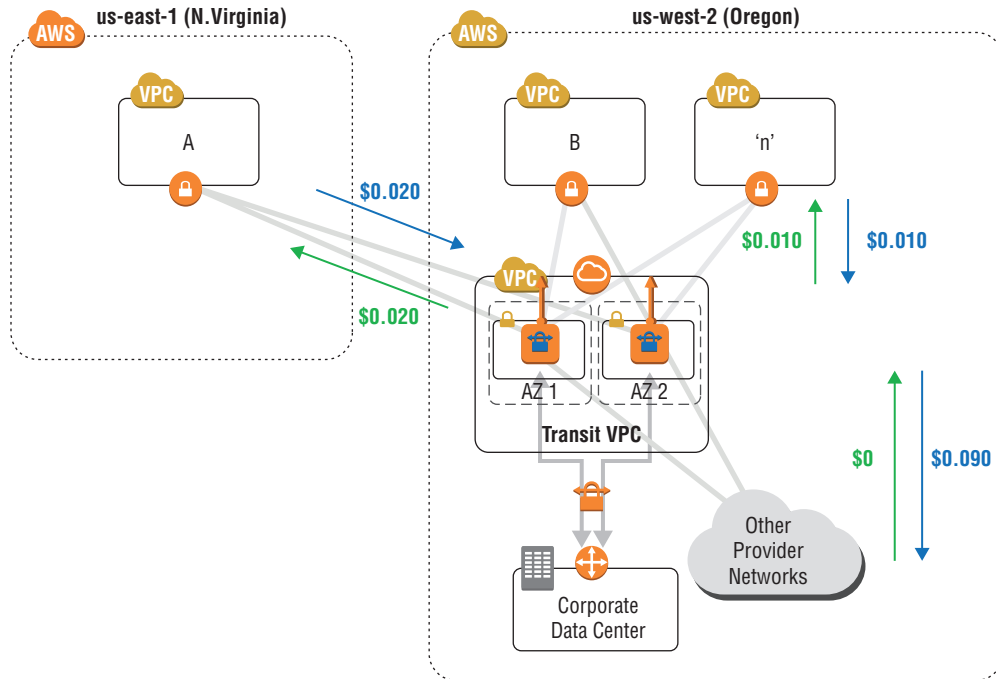 us-east-1 (N.Virginia)
us-west-2 (Oregon)
AWS
AWS
VPC
VPC
VPC
A
B
‘n’
$0.020
$0.020
$0.010
$0.010
VPC
AZ 1
AZ 2
Transit VPC
$0
$0.090
Other
Provider
Networks
Corporate
Data Center